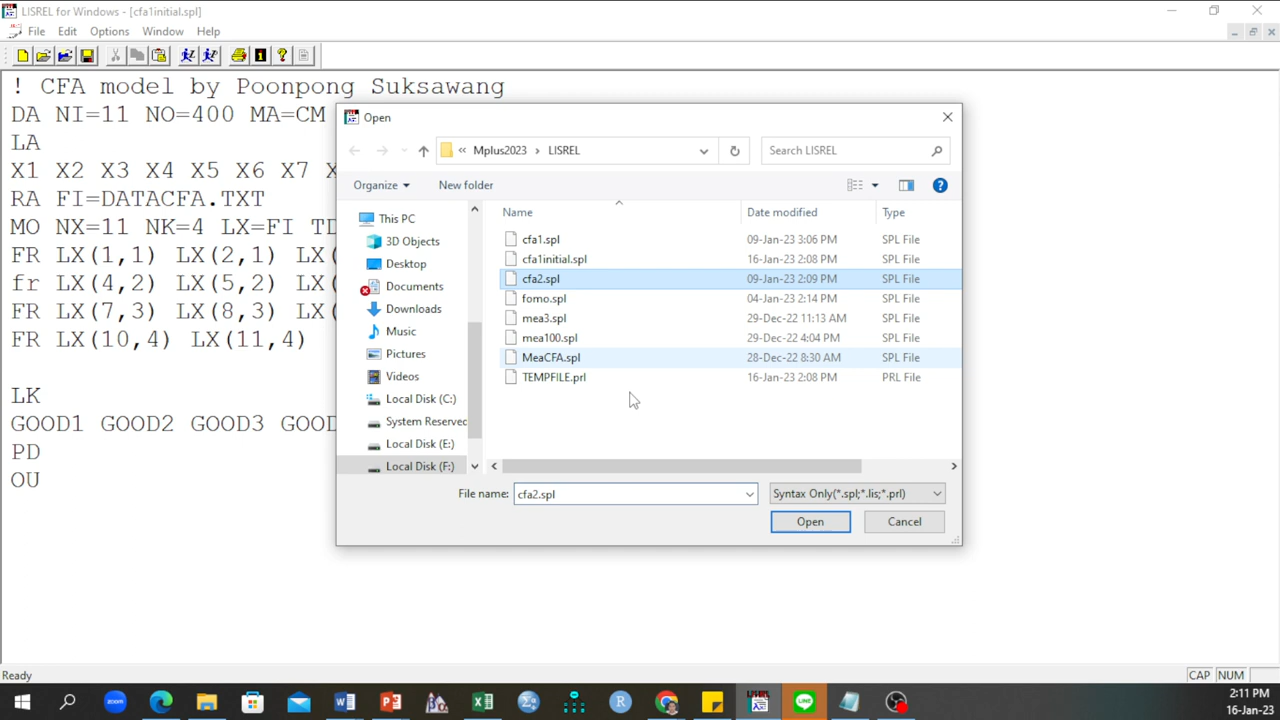 LISREL for Windows - [cfa1initial.spl]
File Edit Options Window Help
! CFA model by Poonpong Suksawang
DA NI=11 NO=400 MA=CM
LA
X1 X2 X3 X4 X5 X6 X7
RA FI=DATACFA.TXT
MO NX=11 NK=4 LX=FI TD
FR LX(1,1) LX(2,1) LX(
fr LX(4,2) LX(5,2) LX(
FR LX(7,3) LX(8,3) LX(
FR LX(10,4) LX(11,4)
LK
GOOD1 GOOD2 GOOD3 GOOD
PD
OU
Open
« Mplus2023 › LISREL
Search LISREL
Organize
New folder
This PC
3D Objects
Desktop
Documents
Downloads
Music
Pictures
Videos
Local Disk (C:)
System Reserved
Local Disk (E:)
Local Disk (F:)
Name Date modified Type
cfa1.spl 09-Jan-23 3:06 PM SPL File
cfa1initial.spl 16-Jan-23 2:08 PM SPL File
cfa2.spl 09-Jan-23 2:09 PM SPL File
fomo.spl 04-Jan-23 2:14 PM SPL File
mea3.spl 29-Dec-22 11:13 AM SPL File
mea100.spl 29-Dec-22 4:04 PM SPL File
MeaCFA.spl 28-Dec-22 8:30 AM SPL File
TEMPFILE.prl 16-Jan-23 2:08 PM PRL File
File name: cfa2.spl
Syntax Only(*.spl;*.lis;*.prl)
Open
Cancel
Ready
CAP NUM
zoom
LISREL
LINE
2:11 PM
16-Jan-23